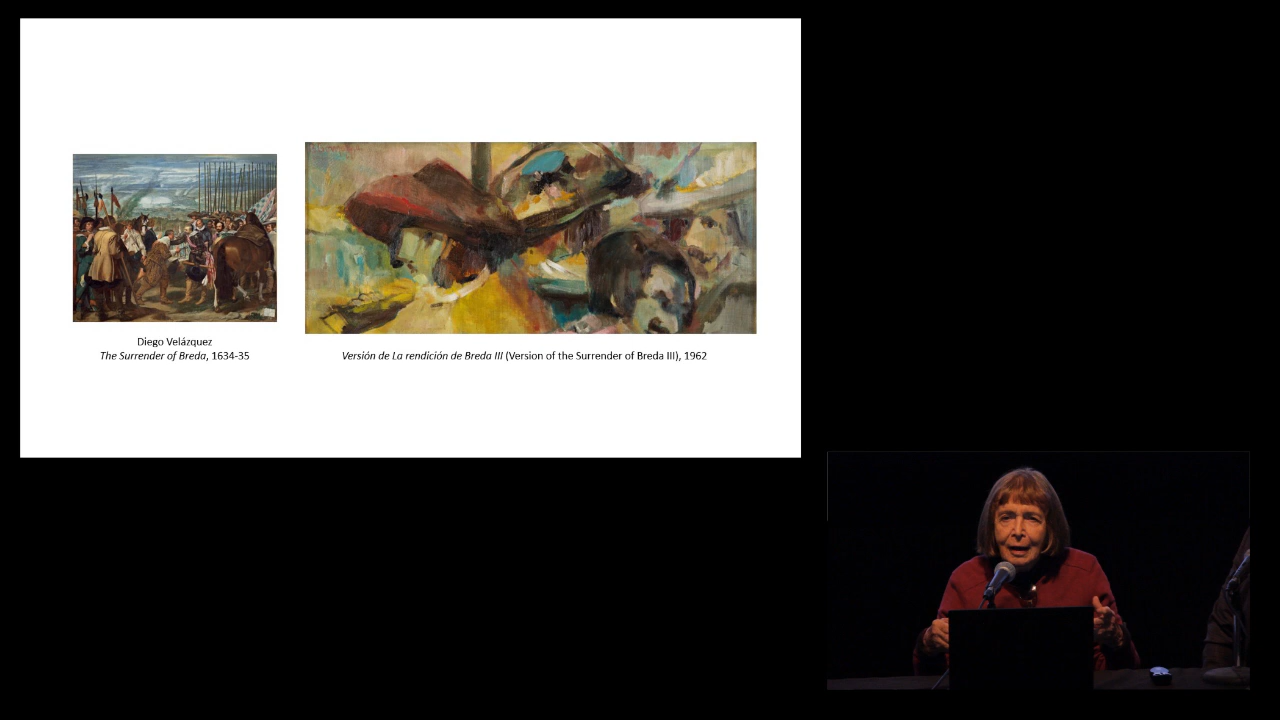 Diego Velázquez
The Surrender of Breda, 1634-35
Versión de La rendición de Breda III (Version of the Surrender of Breda III), 1962